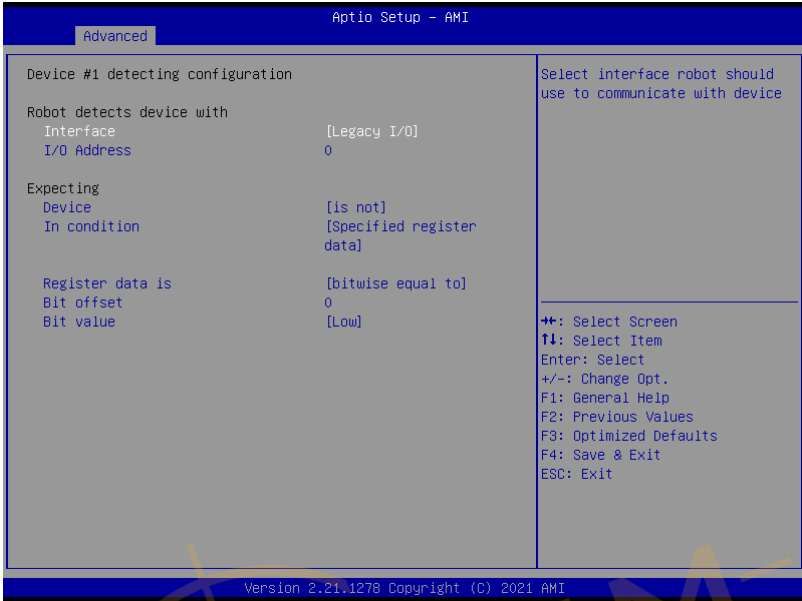 Aptio Setup – AMI
Advanced
Device #1 detecting configuration
Robot detects device with
Interface [Legacy I/O]
I/O Address 0
Expecting
Device [is not]
In condition [Specified register
data]
Register data is [bitwise equal to]
Bit offset 0
Bit value [Low]
Select interface robot should
use to communicate with device
→←: Select Screen
↑↓: Select Item
Enter: Select
+/-: Change Opt.
F1: General Help
F2: Previous Values
F3: Optimized Defaults
F4: Save & Exit
ESC: Exit
Version 2.21.1278 Copyright (C) 2021 AMI